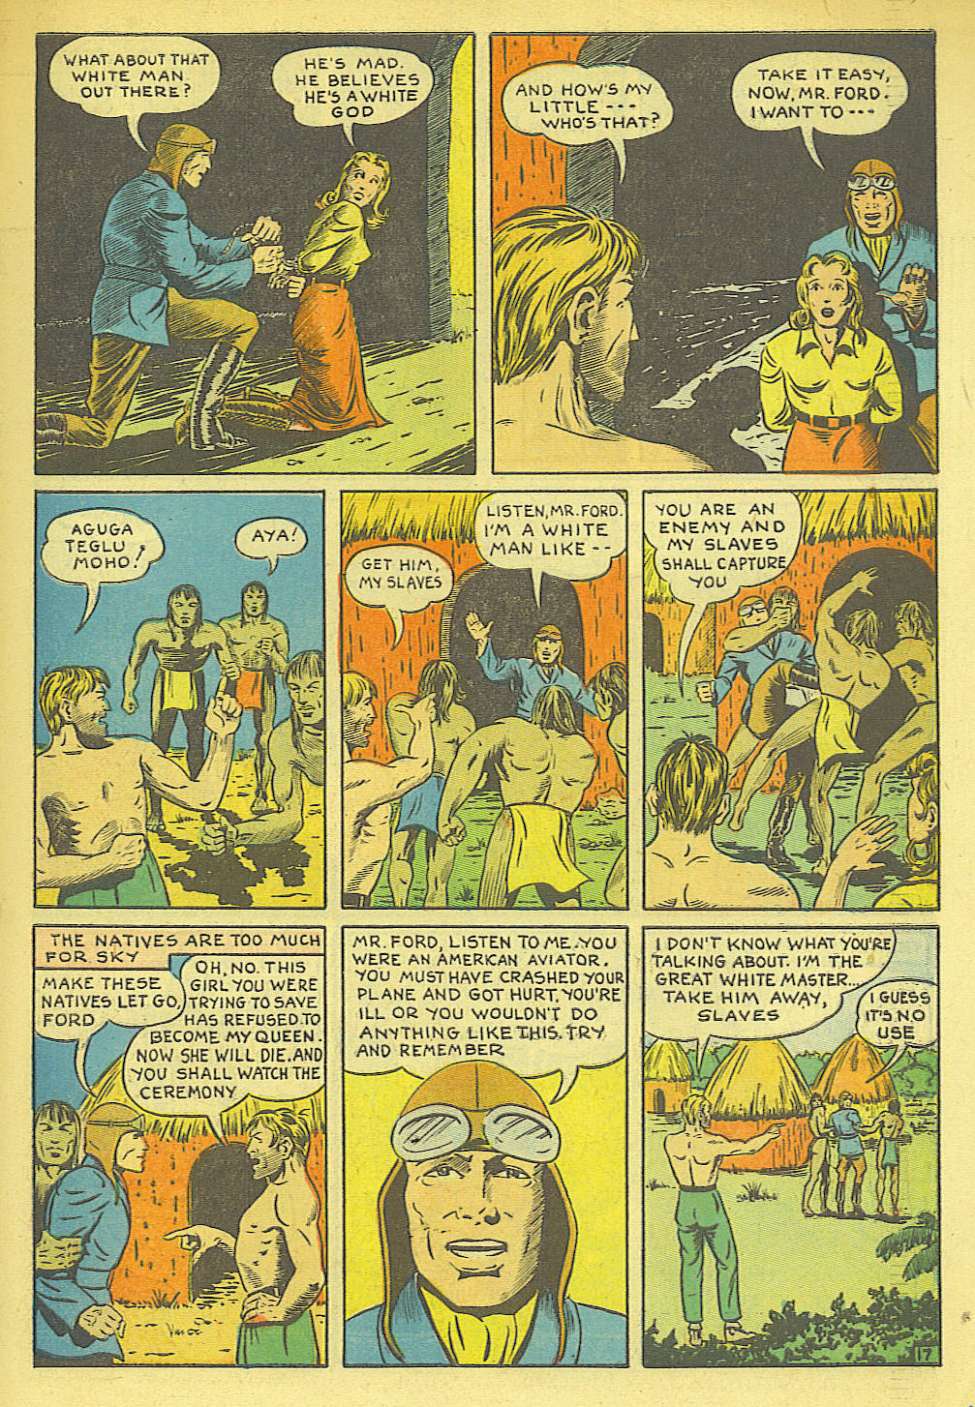 WHAT ABOUT THAT
WHITE MAN
OUT THERE?
HE'S MAD.
HE BELIEVES
HE'S A WHITE
GOD
AND HOW'S MY
LITTLE ---
WHO'S THAT?
TAKE IT EASY,
NOW, MR. FORD.
I WANT TO ---
AGUGA
TEGLU
MOHO!
AYA!
GET HIM,
MY SLAVES
LISTEN, MR. FORD.
I'M A WHITE
MAN LIKE --
YOU ARE AN
ENEMY AND
MY SLAVES
SHALL CAPTURE
YOU
THE NATIVES ARE TOO MUCH
FOR SKY
MAKE THESE
NATIVES LET GO,
FORD
OH, NO. THIS
GIRL YOU WERE
TRYING TO SAVE
HAS REFUSED TO
BECOME MY QUEEN.
NOW SHE WILL DIE. AND
YOU SHALL WATCH THE
CEREMONY
MR. FORD, LISTEN TO ME. YOU
WERE AN AMERICAN AVIATOR.
YOU MUST HAVE CRASHED YOUR
PLANE AND GOT HURT. YOU'RE
ILL OR YOU WOULDN'T DO
ANYTHING LIKE THIS. TRY
AND REMEMBER
I DON'T KNOW WHAT YOU'RE
TALKING ABOUT. I'M THE
GREAT WHITE MASTER...
TAKE HIM AWAY,
SLAVES
I GUESS
IT'S NO
USE
17